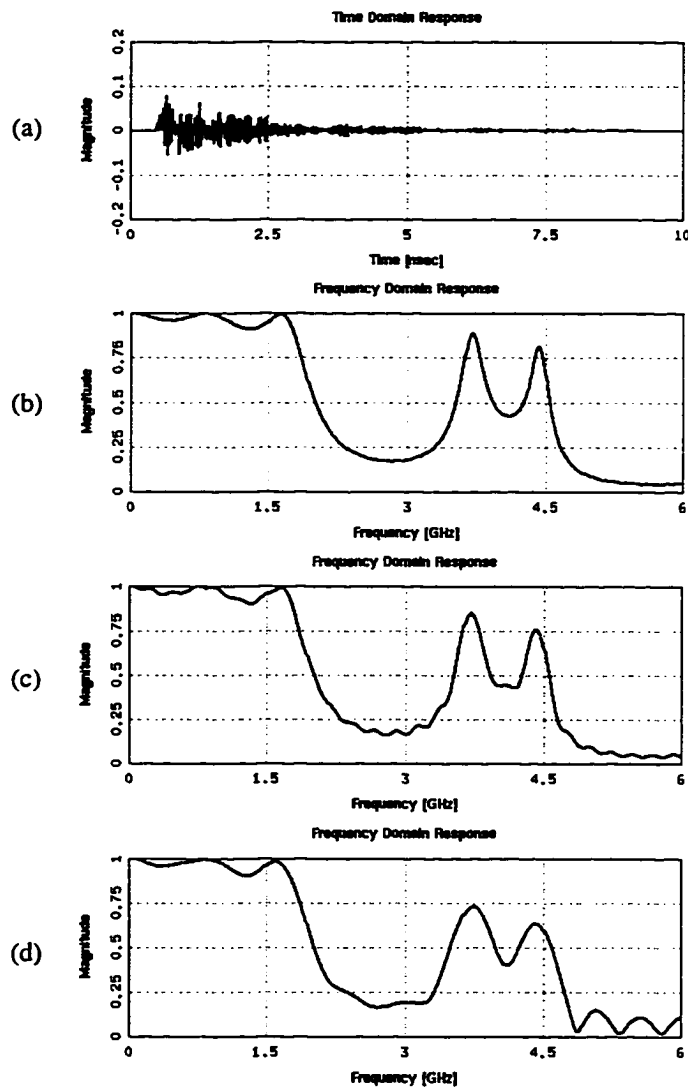 Time Domain Response
(a)
Magnitude
0.2
0.1
0
-0.1
-0.2
0 2.5 5 7.5 10
Time [nsec]
Frequency Domain Response
(b)
Magnitude
1
0.75
0.5
0.25
0
0 1.5 3 4.5 6
Frequency [GHz]
Frequency Domain Response
(c)
Magnitude
1
0.75
0.5
0.25
0
0 1.5 3 4.5 6
Frequency [GHz]
Frequency Domain Response
(d)
Magnitude
1
0.75
0.5
0.25
0
0 1.5 3 4.5 6
Frequency [GHz]